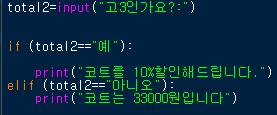 total2=input("고3인가요?:")
if (total2=="예"):
    print("코트를 10%할인해드립니다.")
elif (total2=="아니오"):
    print("코트는 33000원입니다")